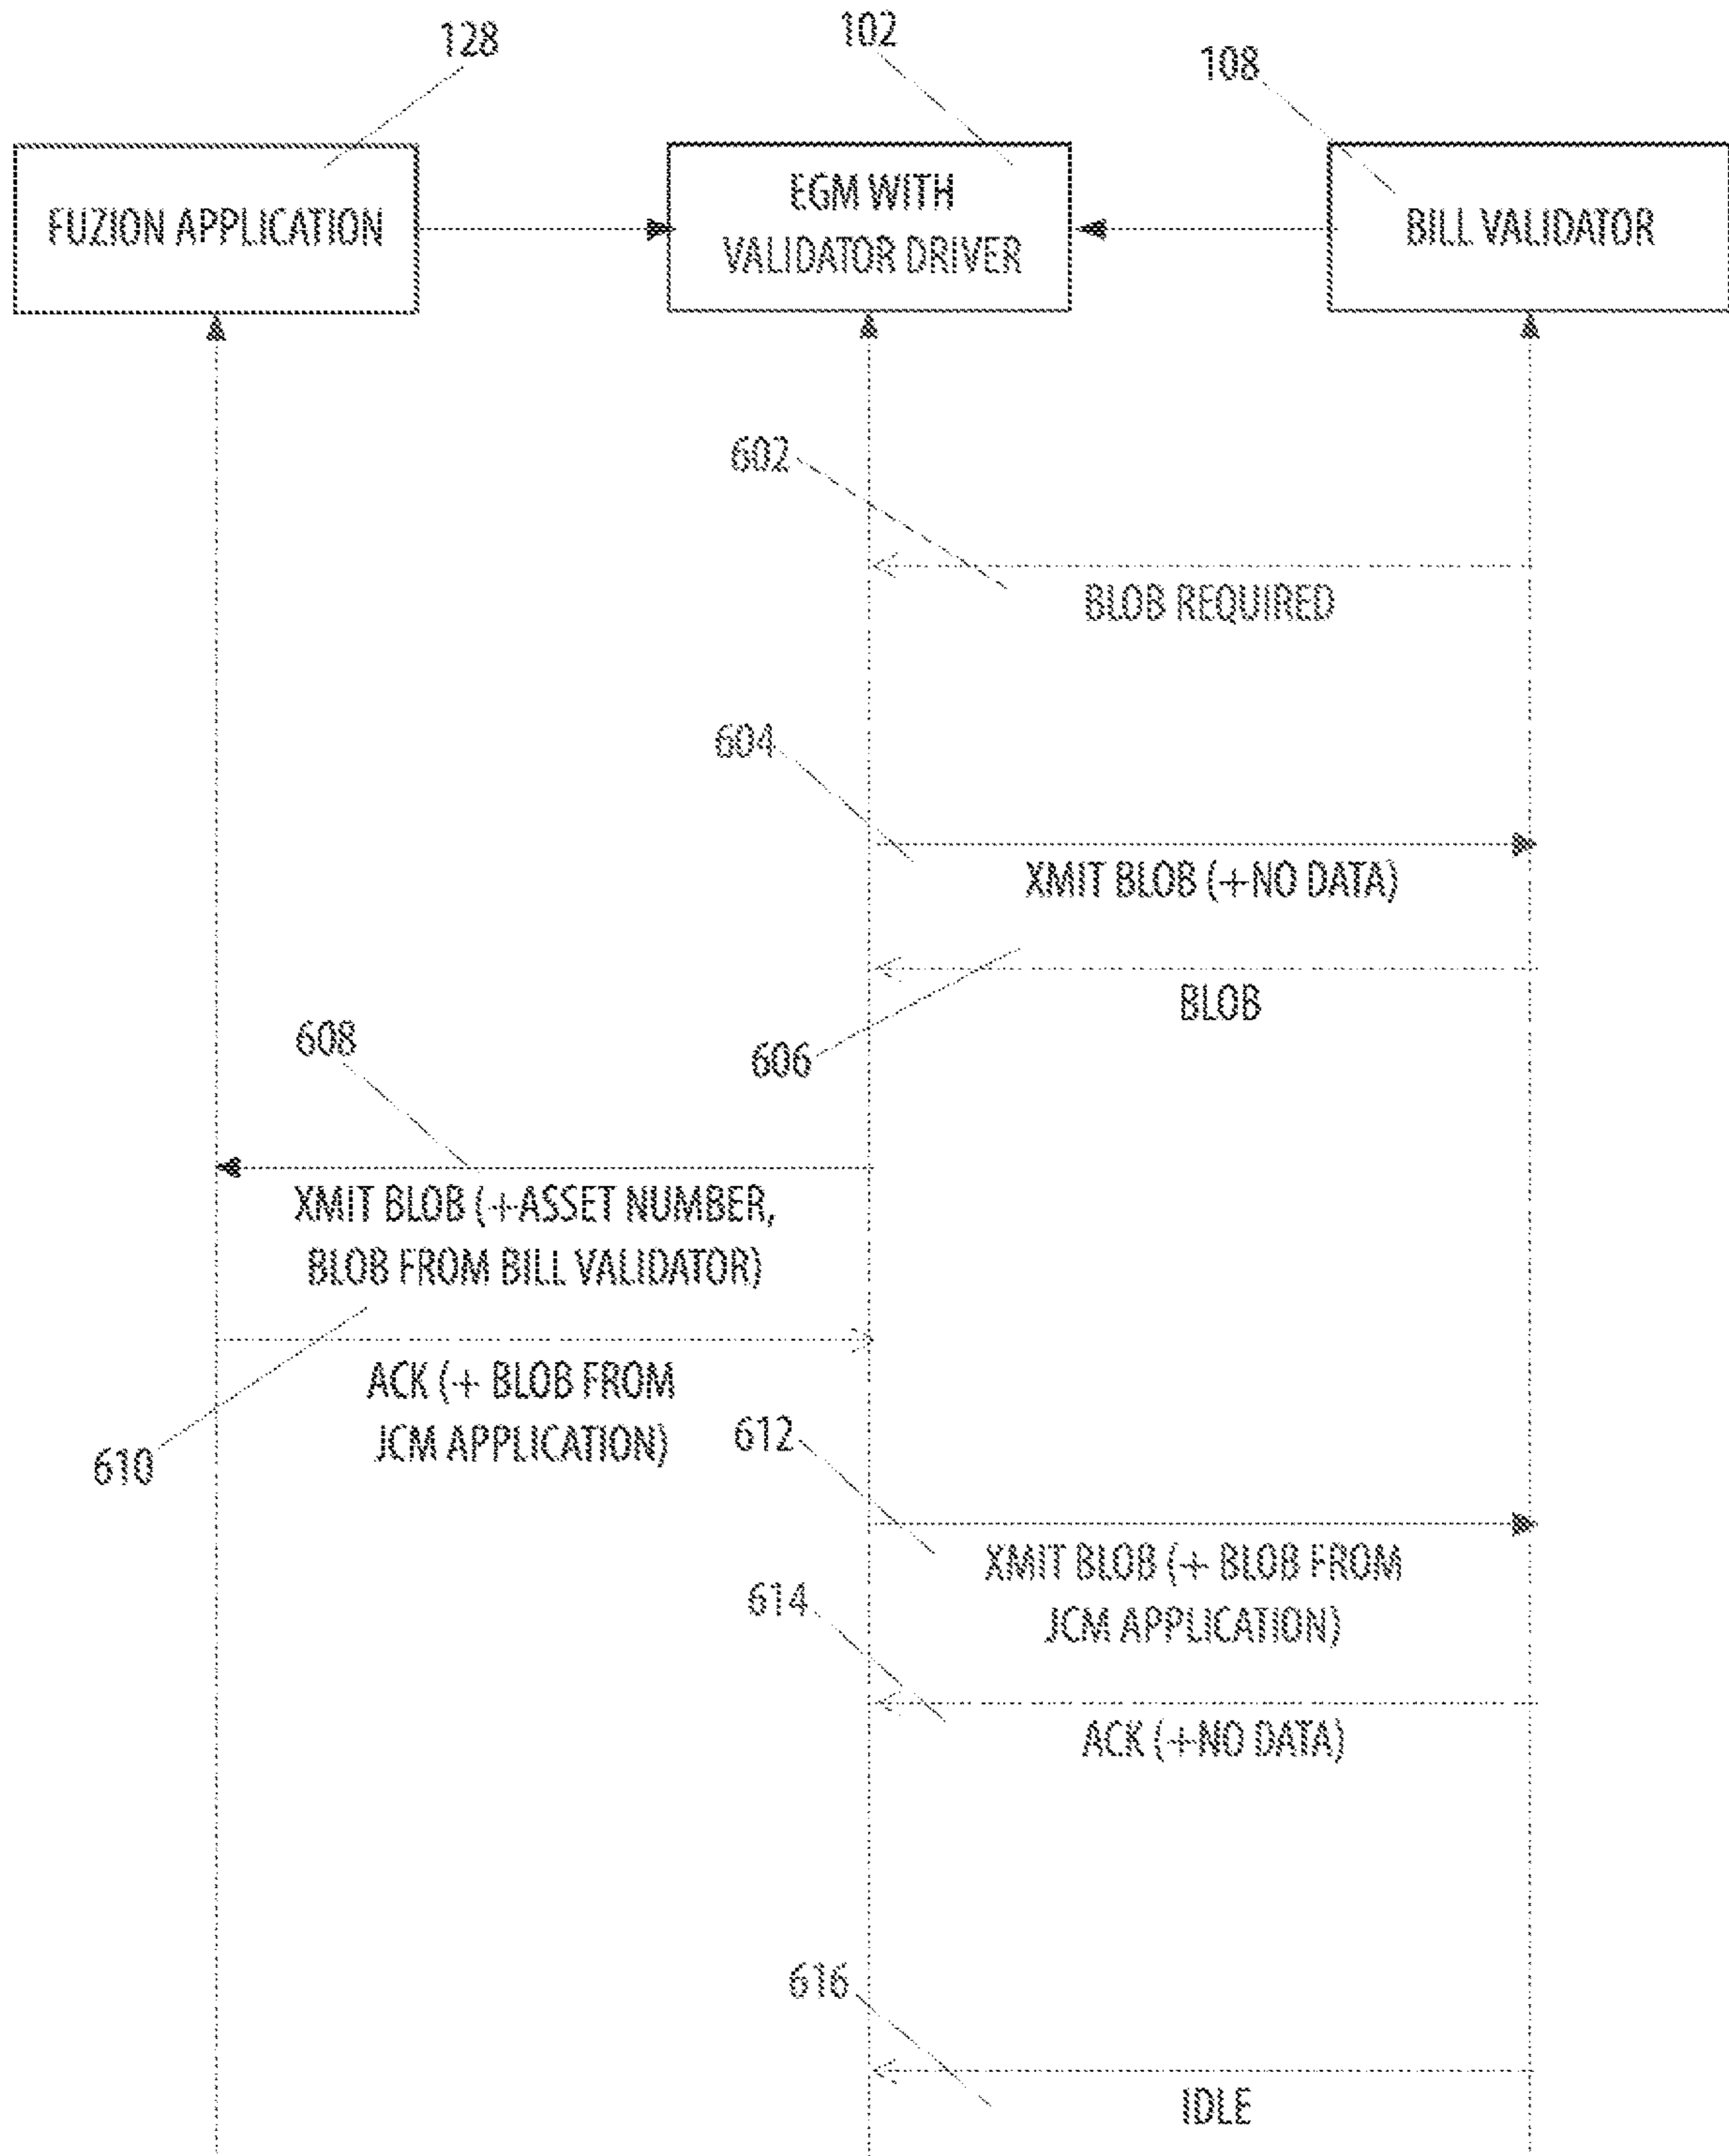 128
102
108
FUZION APPLICATION
EGM WITH
VALIDATOR DRIVER
BILL VALIDATOR
602
BLOB REQUIRED
604
XMIT BLOB (+NO DATA)
606
BLOB
608
XMIT BLOB (+ASSET NUMBER,
BLOB FROM BILL VALIDATOR)
610
ACK (+ BLOB FROM
JCM APPLICATION)
612
XMIT BLOB (+ BLOB FROM
JCM APPLICATION)
614
ACK (+NO DATA)
616
IDLE